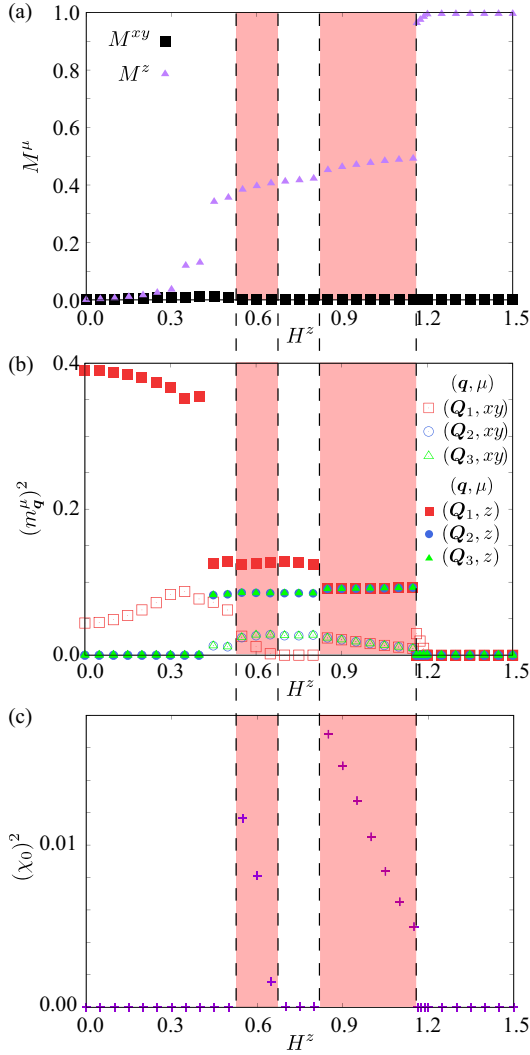 (a)
1.0
M^{xy}
M^z
0.8
0.6
M^μ
0.4
0.2
0.0
0.0 0.3 0.6 0.9 1.2 1.5
H^z
(b)
0.4
(q, μ)
(Q_1, xy)
(Q_2, xy)
(Q_3, xy)
(q, μ)
(Q_1, z)
(Q_2, z)
(Q_3, z)
(m_q^μ)^2
0.2
0.0
0.0 0.3 0.6 0.9 1.2 1.5
H^z
(c)
(χ_0)^2
0.01
0.00
0.0 0.3 0.6 0.9 1.2 1.5
H^z